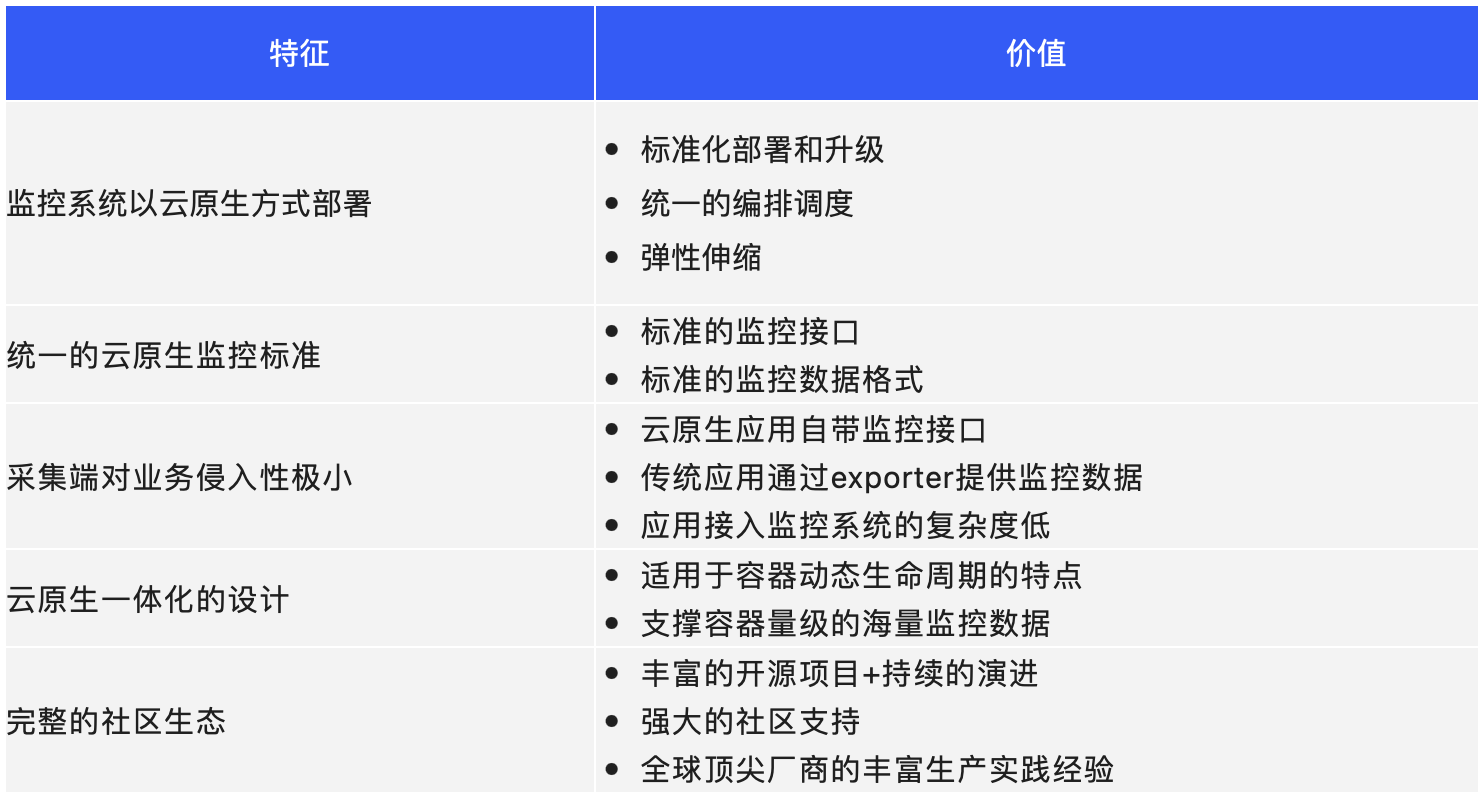 特征
价值
监控系统以云原生方式部署
• 标准化部署和升级
• 统一的编排调度
• 弹性伸缩
统一的云原生监控标准
• 标准的监控接口
• 标准的监控数据格式
采集端对业务侵入性极小
• 云原生应用自带监控接口
• 传统应用通过exporter提供监控数据
• 应用接入监控系统的复杂度低
云原生一体化的设计
• 适用于容器动态生命周期的特点
• 支撑容器量级的海量监控数据
完整的社区生态
• 丰富的开源项目+持续的演进
• 强大的社区支持
• 全球顶尖厂商的丰富生产实践经验